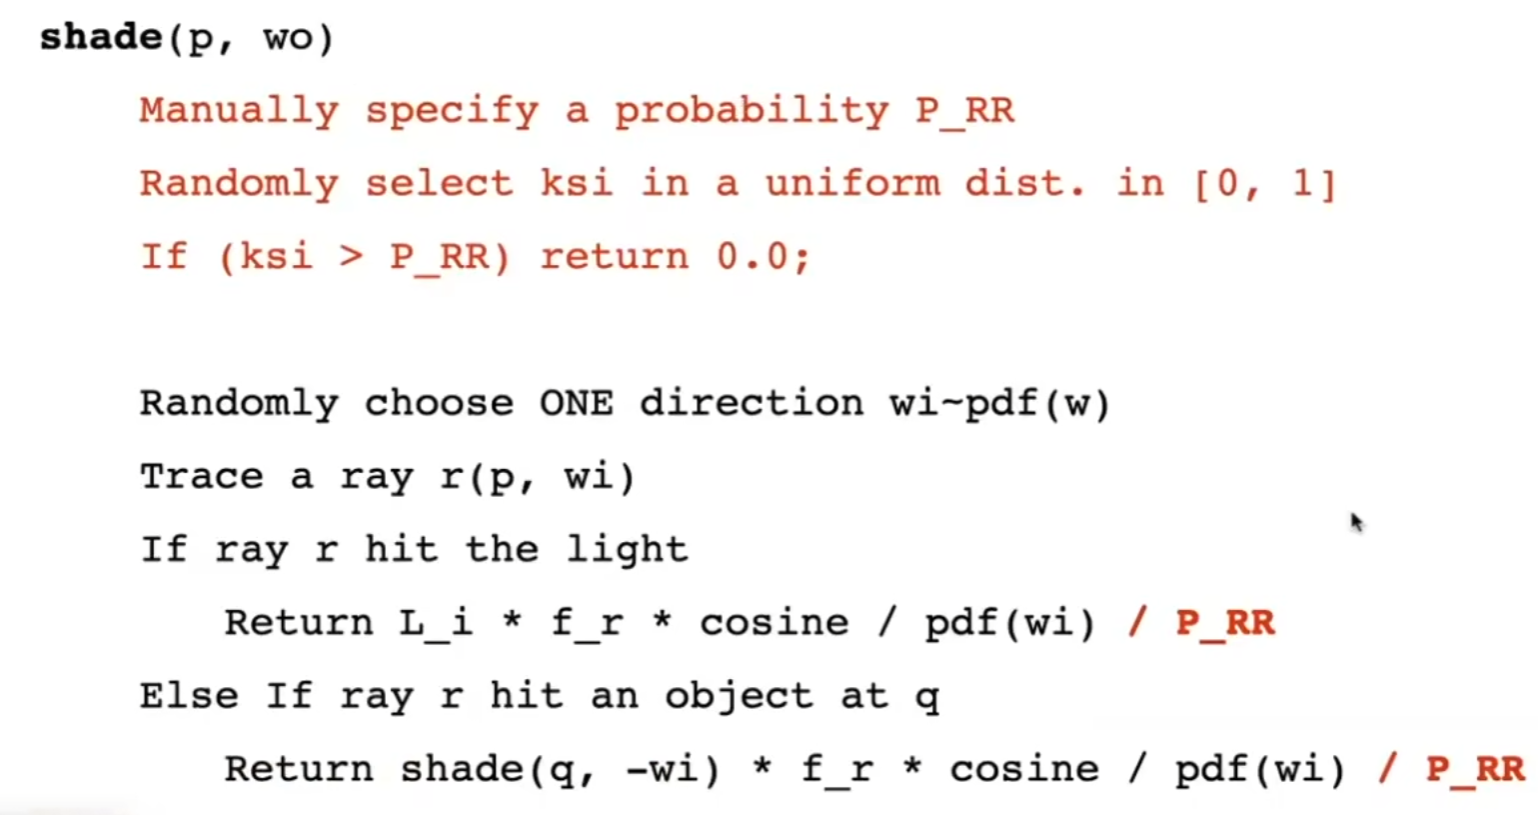 shade(p, wo)
Manually specify a probability P_RR
Randomly select ksi in a uniform dist. in [0, 1]
If (ksi > P_RR) return 0.0;
Randomly choose ONE direction wi~pdf(w)
Trace a ray r(p, wi)
If ray r hit the light
Return L_i * f_r * cosine / pdf(wi) / P_RR
Else If ray r hit an object at q
Return shade(q, -wi) * f_r * cosine / pdf(wi) / P_RR